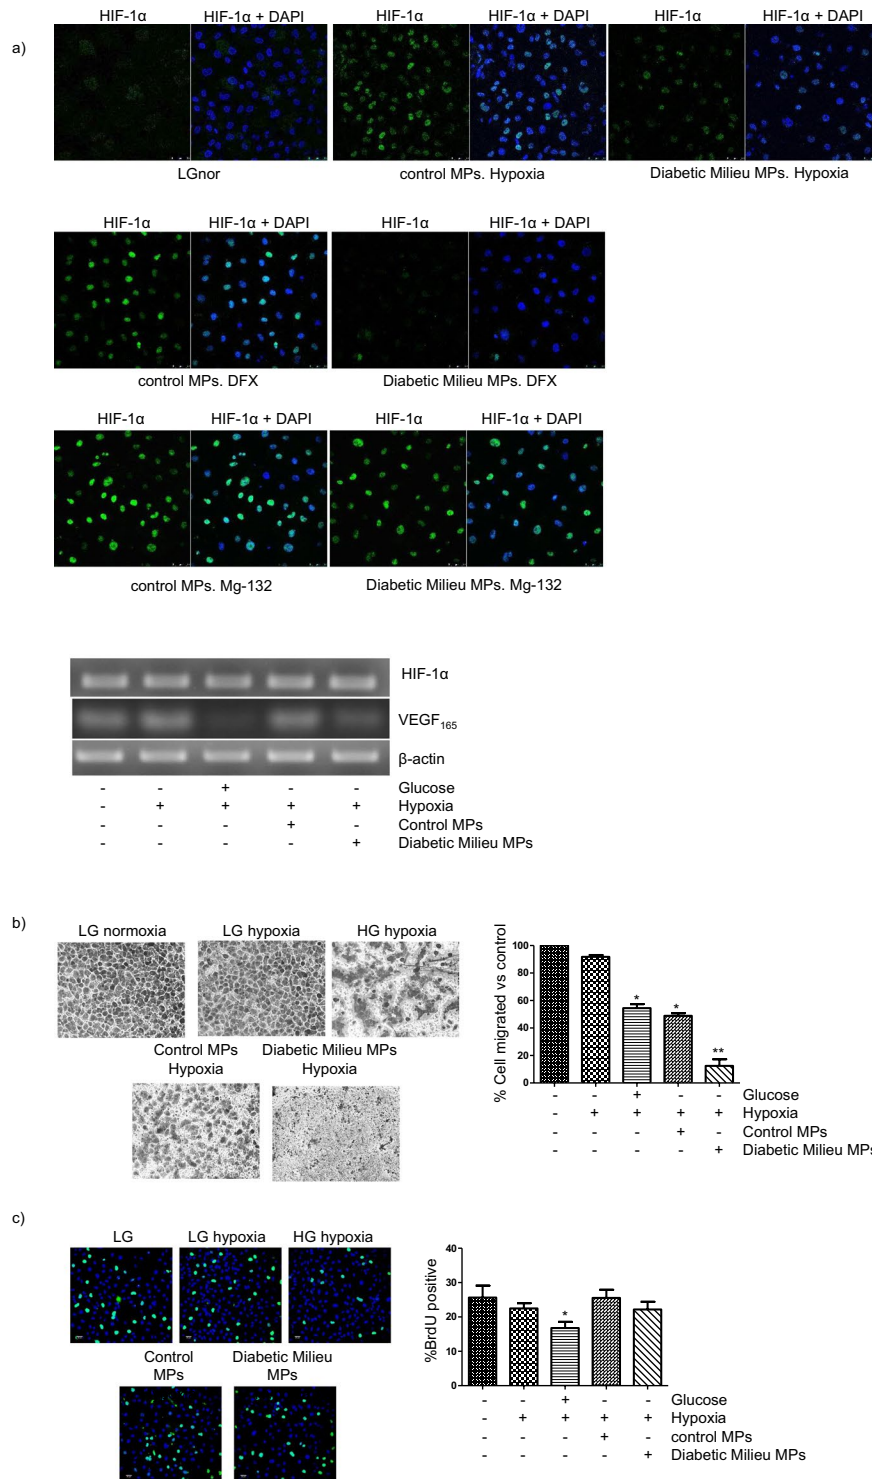 HIF-1α HIF-1α + DAPI HIF-1α HIF-1α + DAPI HIF-1α HIF-1α + DAPI
a)
LGnor control MPs. Hypoxia Diabetic Milieu MPs. Hypoxia
HIF-1α HIF-1α + DAPI HIF-1α HIF-1α + DAPI
control MPs. DFX Diabetic Milieu MPs. DFX
HIF-1α HIF-1α + DAPI HIF-1α HIF-1α + DAPI
control MPs. Mg-132 Diabetic Milieu MPs. Mg-132
HIF-1α
VEGF165
β-actin
- - + - - Glucose
- + + + + Hypoxia
- - - + - Control MPs
- - - - + Diabetic Milieu MPs
b)
LG normoxia LG hypoxia HG hypoxia
Control MPs Diabetic Milieu MPs
Hypoxia Hypoxia
% Cell migrated vs control
100
80
60
40
20
0
* * **
- - + - - Glucose
- + + + + Hypoxia
- - - + - Control MPs
- - - - + Diabetic Milieu MPs
c)
LG LG hypoxia HG hypoxia
Control Diabetic Milieu
MPs MPs
%BrdU positive
40
30
20
10
0
*
- - + - - Glucose
- + + + + Hypoxia
- - - + - control MPs
- - - - + Diabetic Milieu MPs